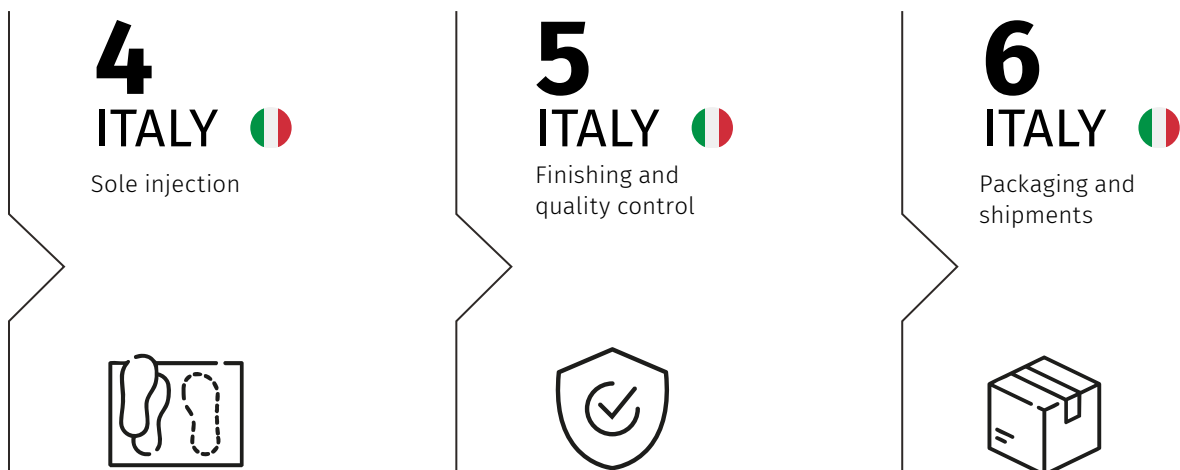 4
ITALY
Sole injection
5
ITALY
Finishing and
quality control
6
ITALY
Packaging and
shipments